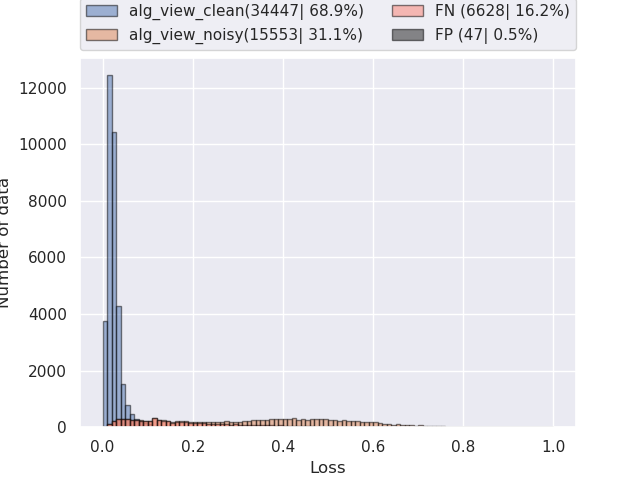 alg_view_clean(34447| 68.9%)
alg_view_noisy(15553| 31.1%)
FN (6628| 16.2%)
FP (47| 0.5%)
12000
10000
8000
6000
4000
2000
0
Number of data
0.0 0.2 0.4 0.6 0.8 1.0
Loss